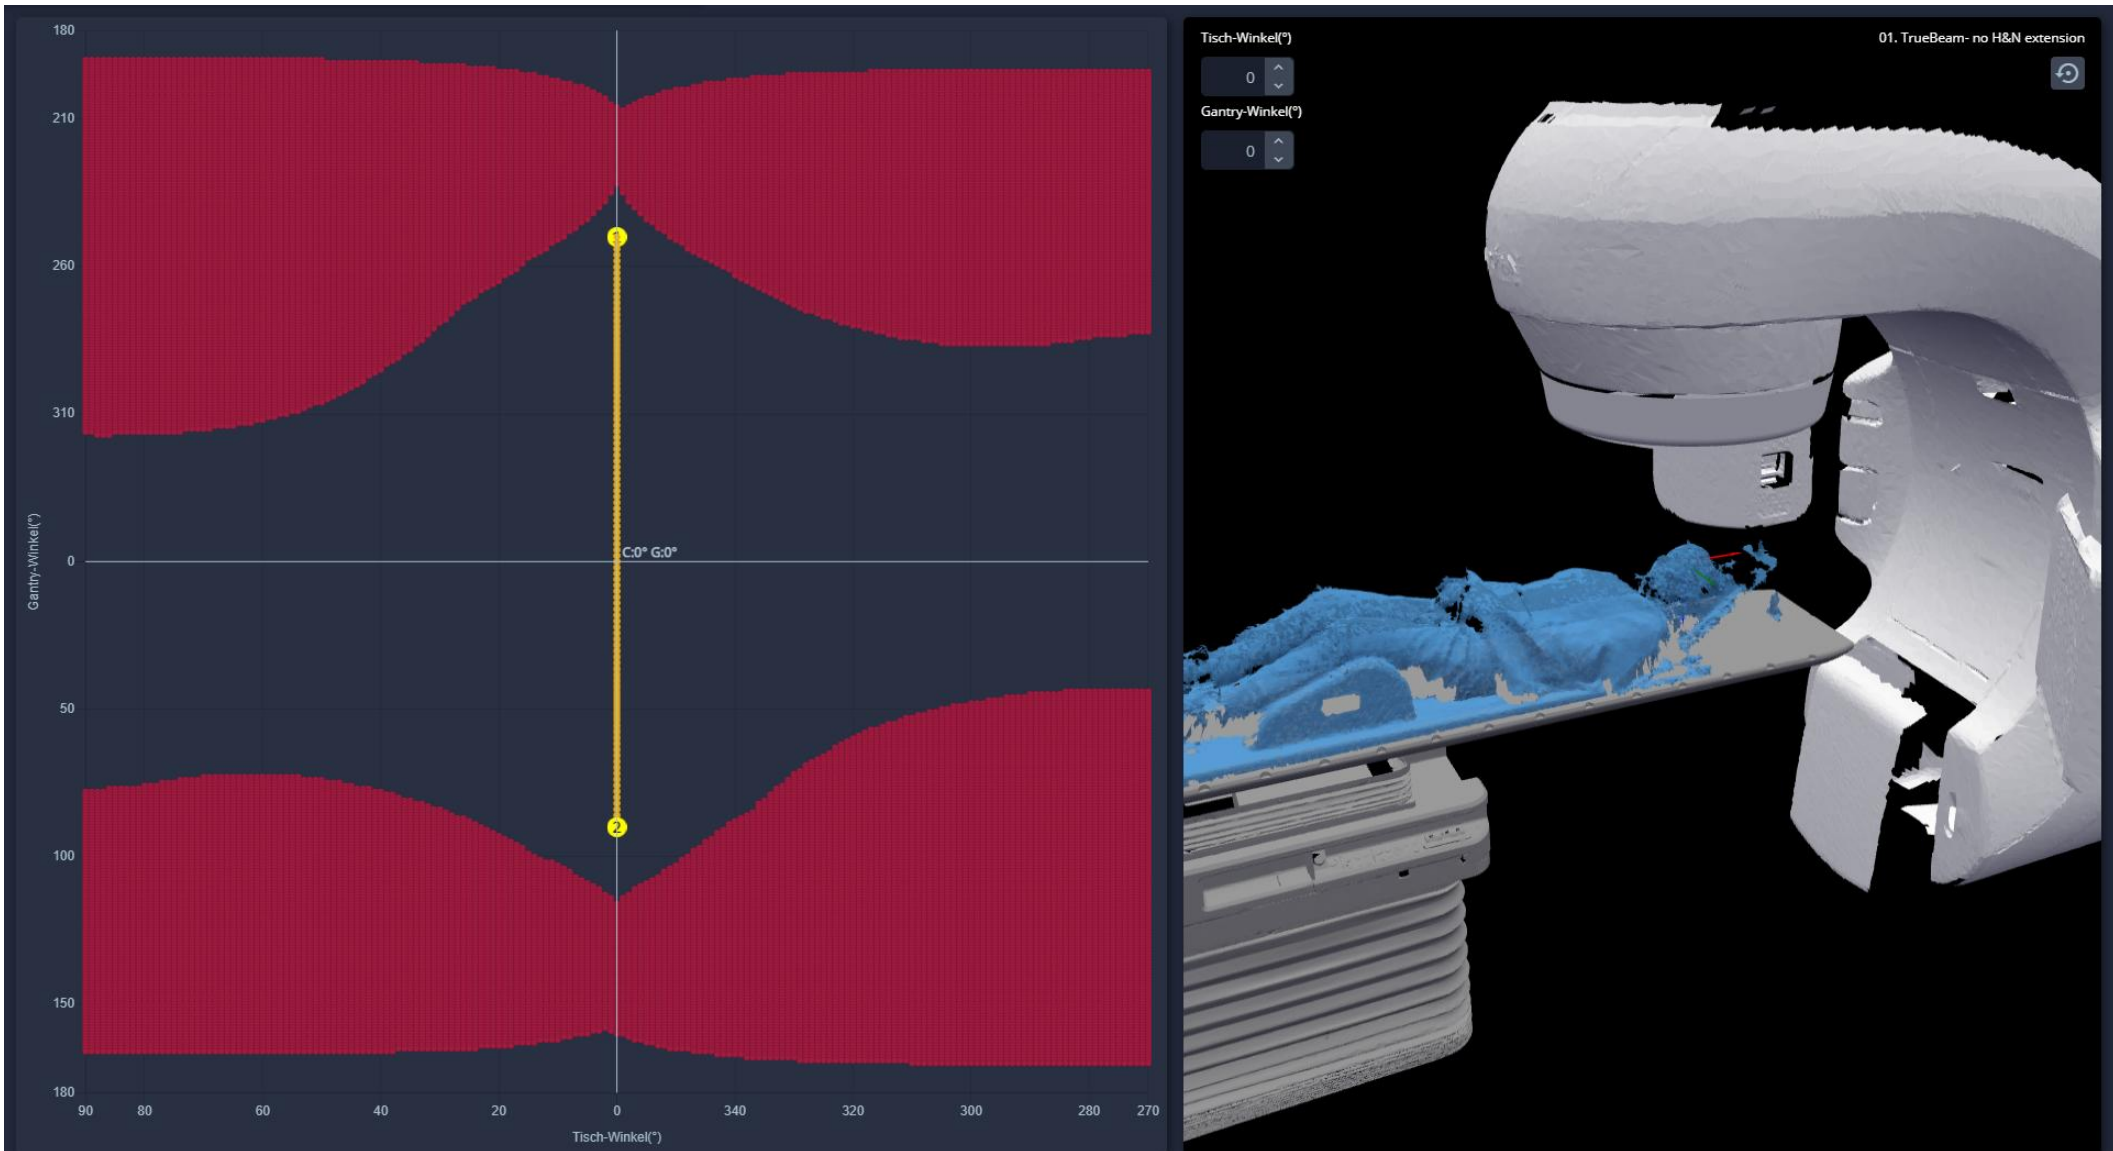 180
210
260
310
0
50
100
150
180
Gantry-Winkel(°)
1
C:0° G:0°
2
90 80 60 40 20 0 340 320 300 280 270
Tisch-Winkel(°)
Tisch-Winkel(°)
01. TrueBeam- no H&N extension
0
Gantry-Winkel(°)
0